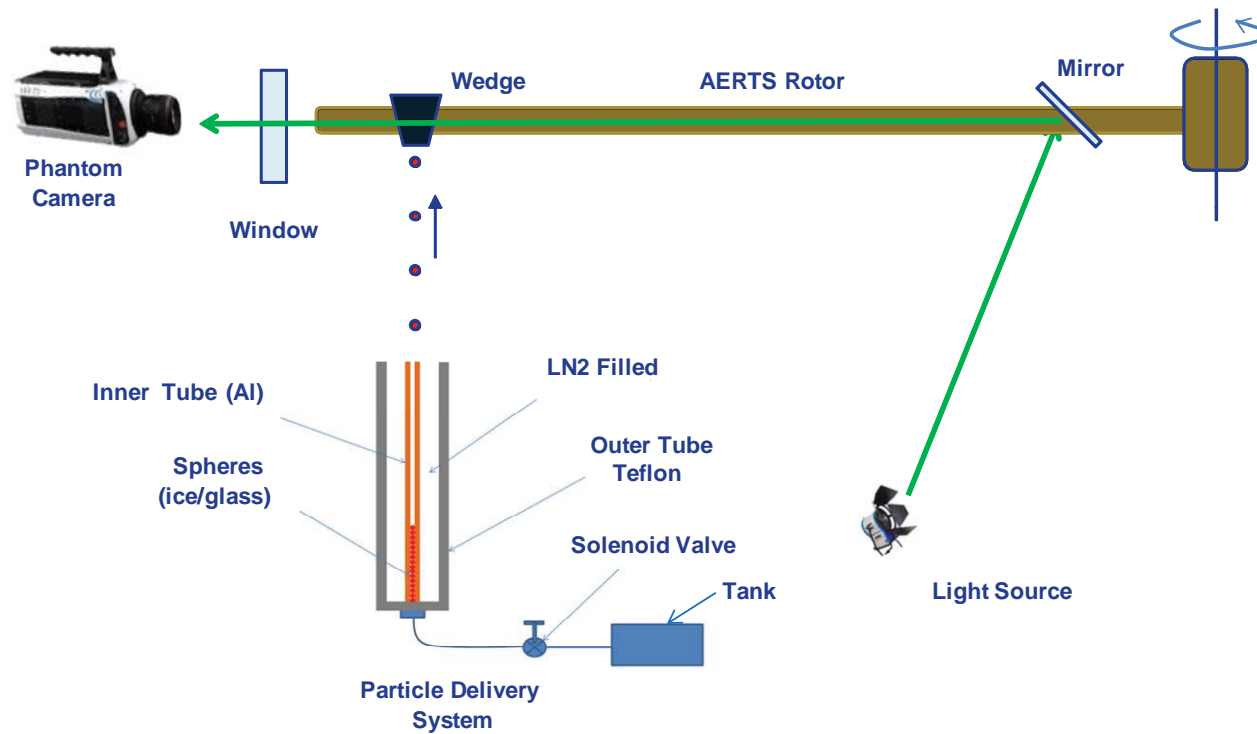 Wedge
AERTS Rotor
Mirror
Phantom
Camera
Window
LN2 Filled
Inner Tube (Al)
Outer Tube
Teflon
Spheres
(ice/glass)
Solenoid Valve
Tank
Light Source
Particle Delivery
System